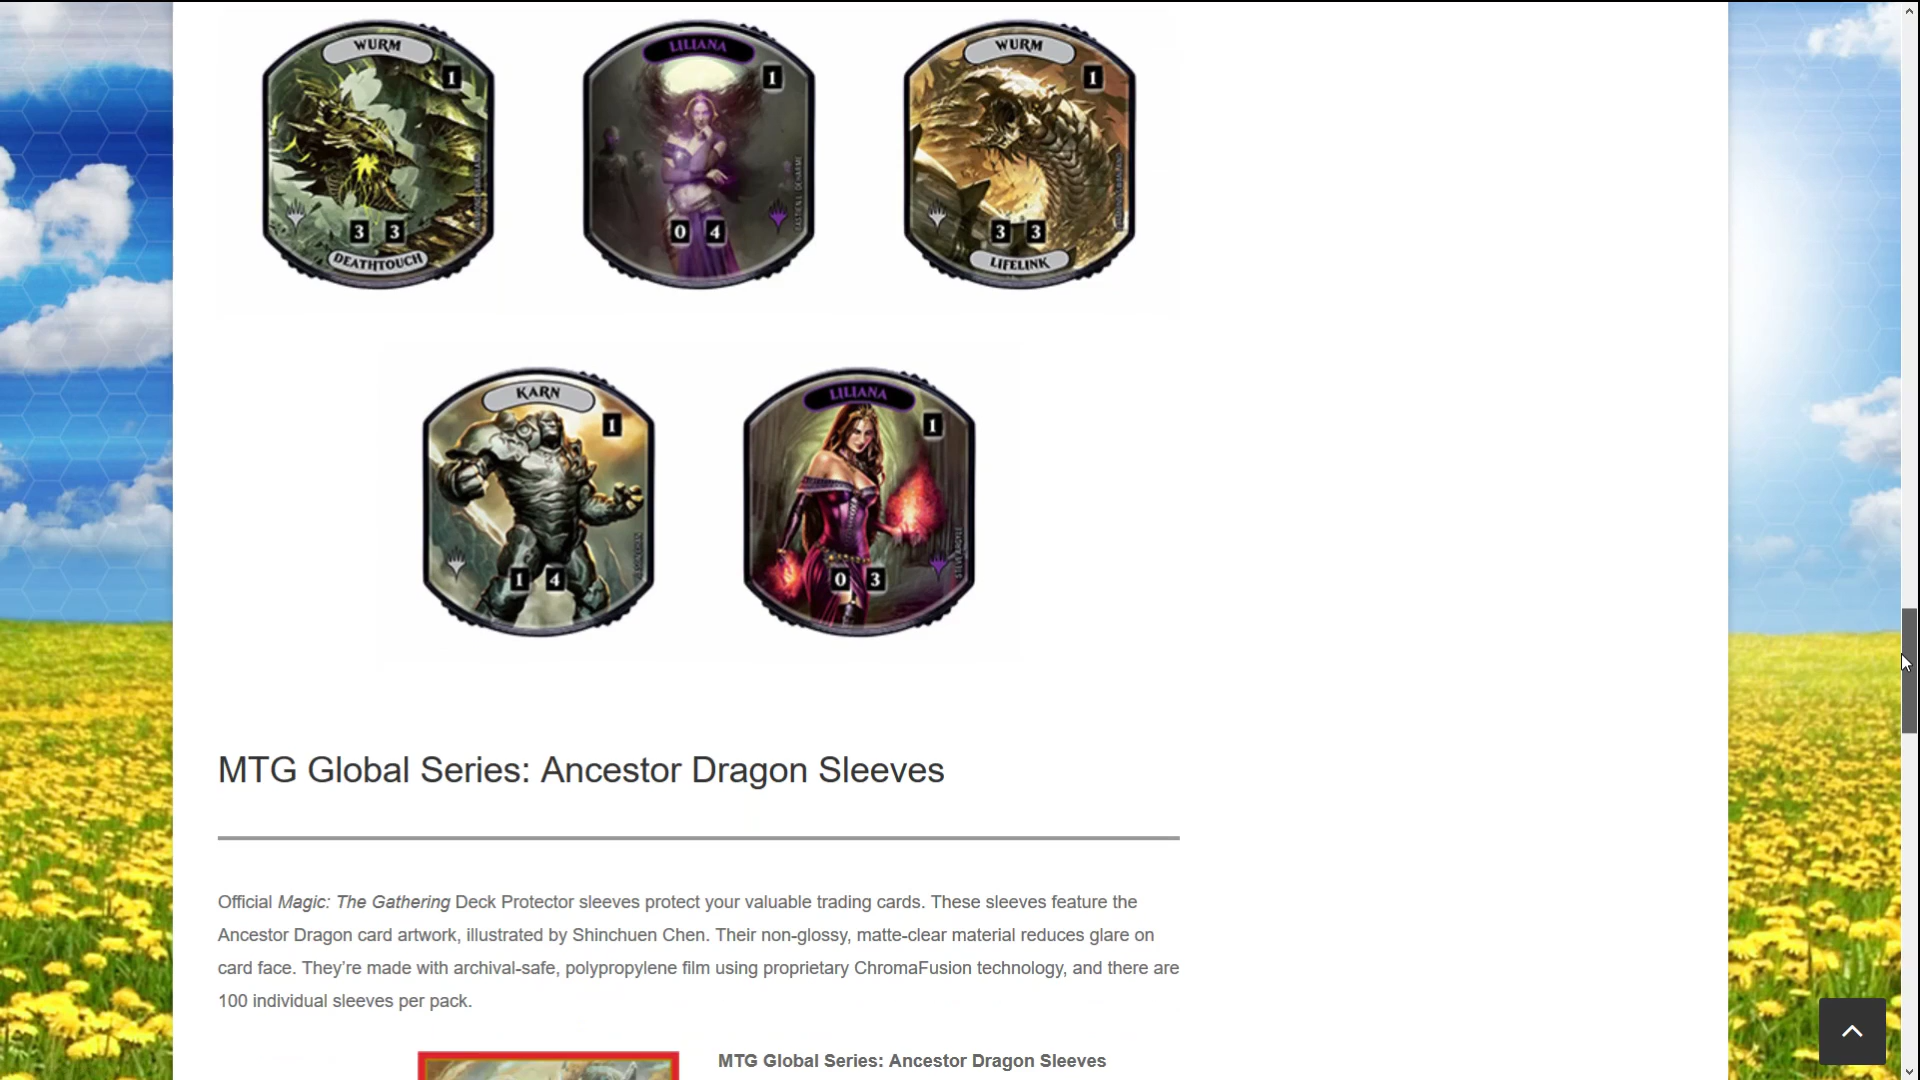 WURM
1
3 3
DEATHTOUCH
LILIANA
1
0 4
WURM
1
3 3
LIFELINK
KARN
1
1 4
LILIANA
1
0 3
STEVE ARGYLE
MTG Global Series: Ancestor Dragon Sleeves
Official Magic: The Gathering Deck Protector sleeves protect your valuable trading cards. These sleeves feature the
Ancestor Dragon card artwork, illustrated by Shinchuen Chen. Their non-glossy, matte-clear material reduces glare on
card face. They’re made with archival-safe, polypropylene film using proprietary ChromaFusion technology, and there are
100 individual sleeves per pack.
MTG Global Series: Ancestor Dragon Sleeves